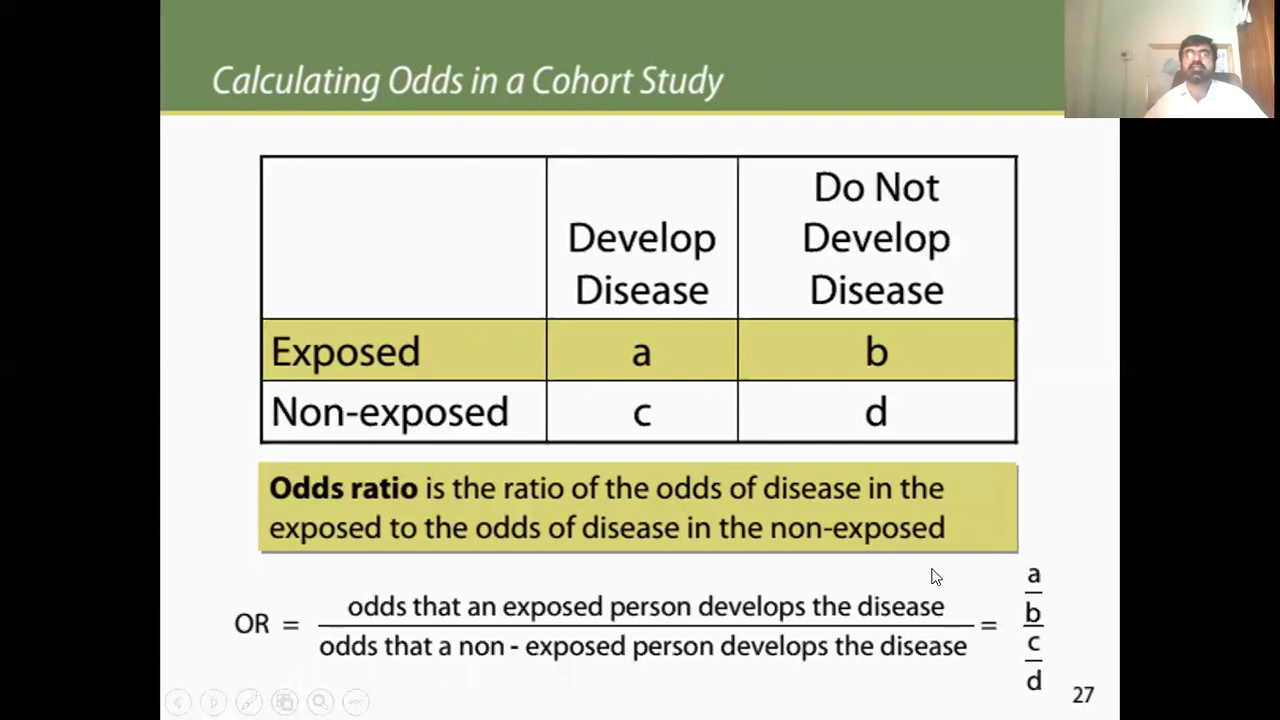 Calculating Odds in a Cohort Study
Develop
Disease
Do Not
Develop
Disease
Exposed a b
Non-exposed c d
Odds ratio is the ratio of the odds of disease in the
exposed to the odds of disease in the non-exposed
OR =
odds that an exposed person develops the disease
odds that a non - exposed person develops the disease
=
a
b
c
d
27